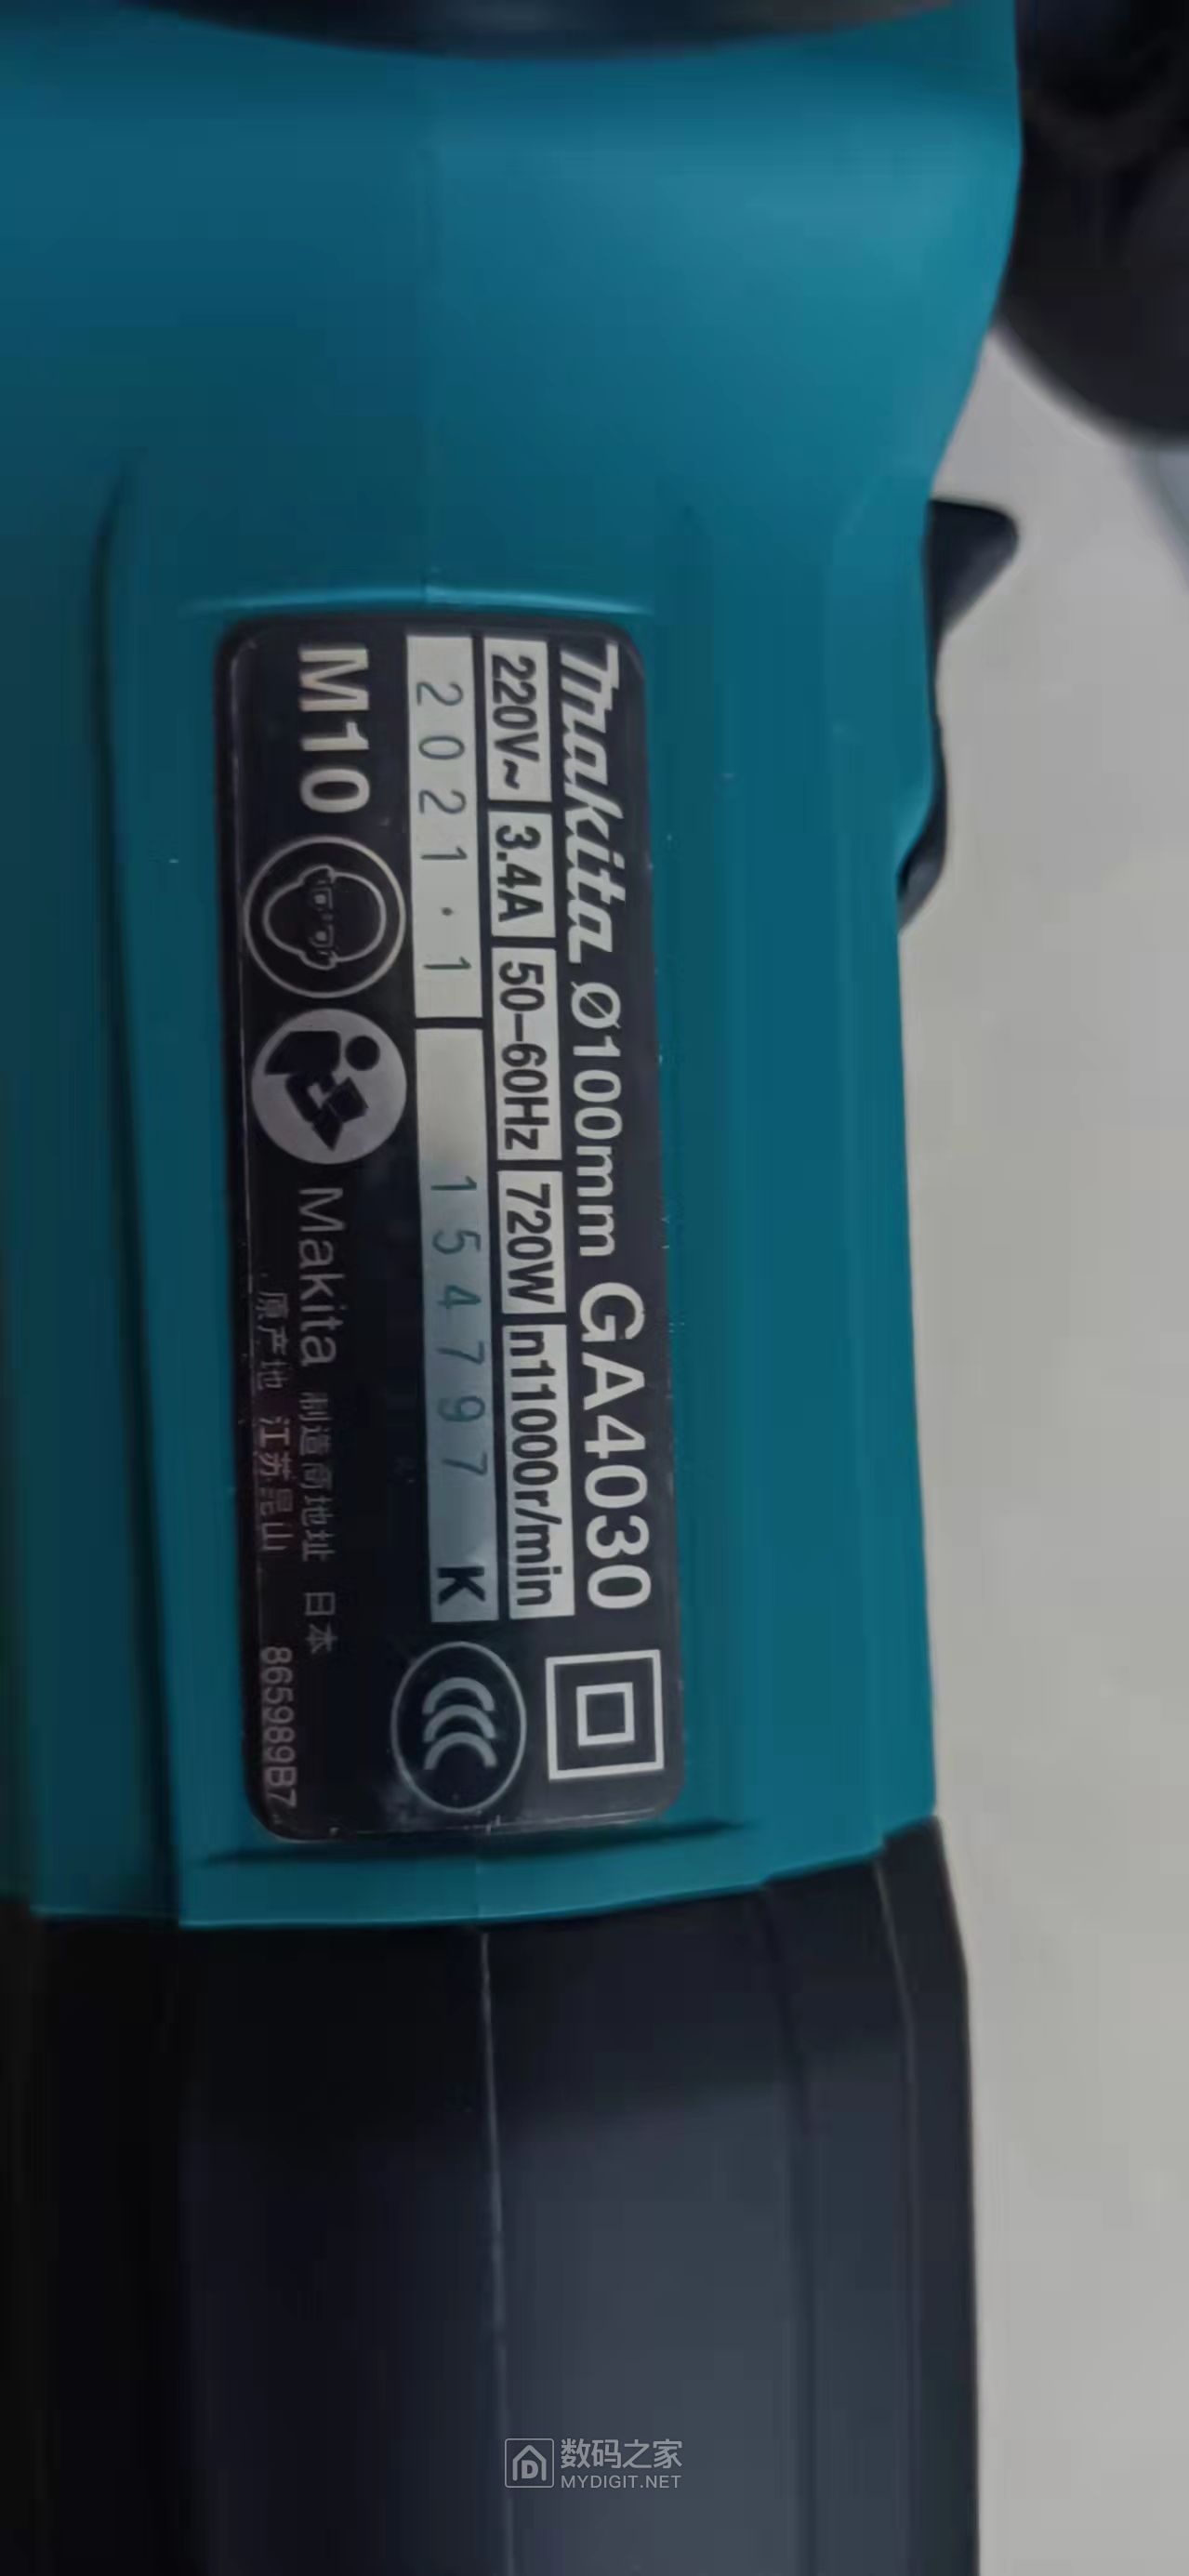 makita Ø100mm GA4030
220V~ 3.4A 50-60Hz 720W n11000r/min
2021.1 154797 K
M10 Makita 制造商地址 日本
原产地 江苏昆山 865989B7
数码之家
MYDIGIT.NET